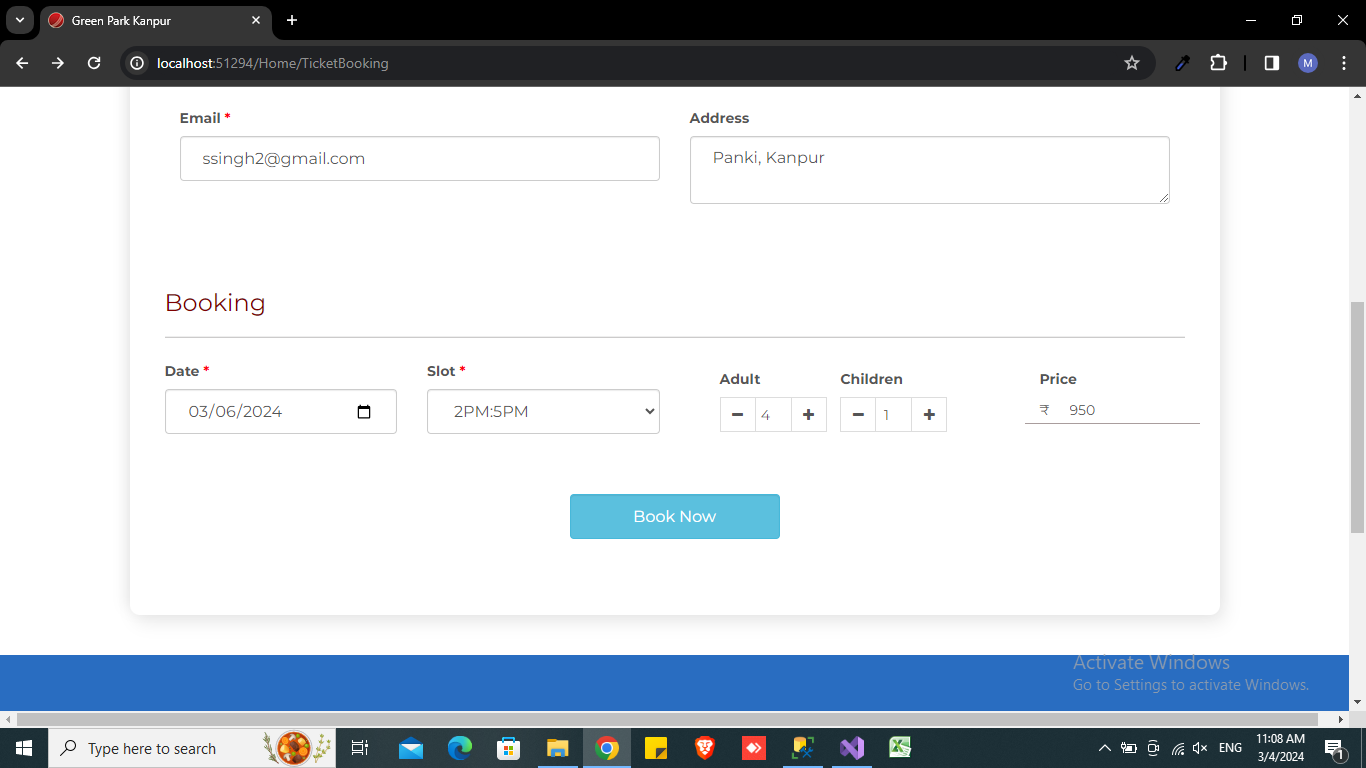 Green Park Kanpur
localhost:51294/Home/TicketBooking
M
Email *
Address
ssingh2@gmail.com
Panki, Kanpur
Booking
Date *
Slot *
Adult
Children
Price
03/06/2024
2PM:5PM
4
1
₹ 950
Book Now
Activate Windows
Go to Settings to activate Windows.
Type here to search
ENG
11:08 AM
3/4/2024
1